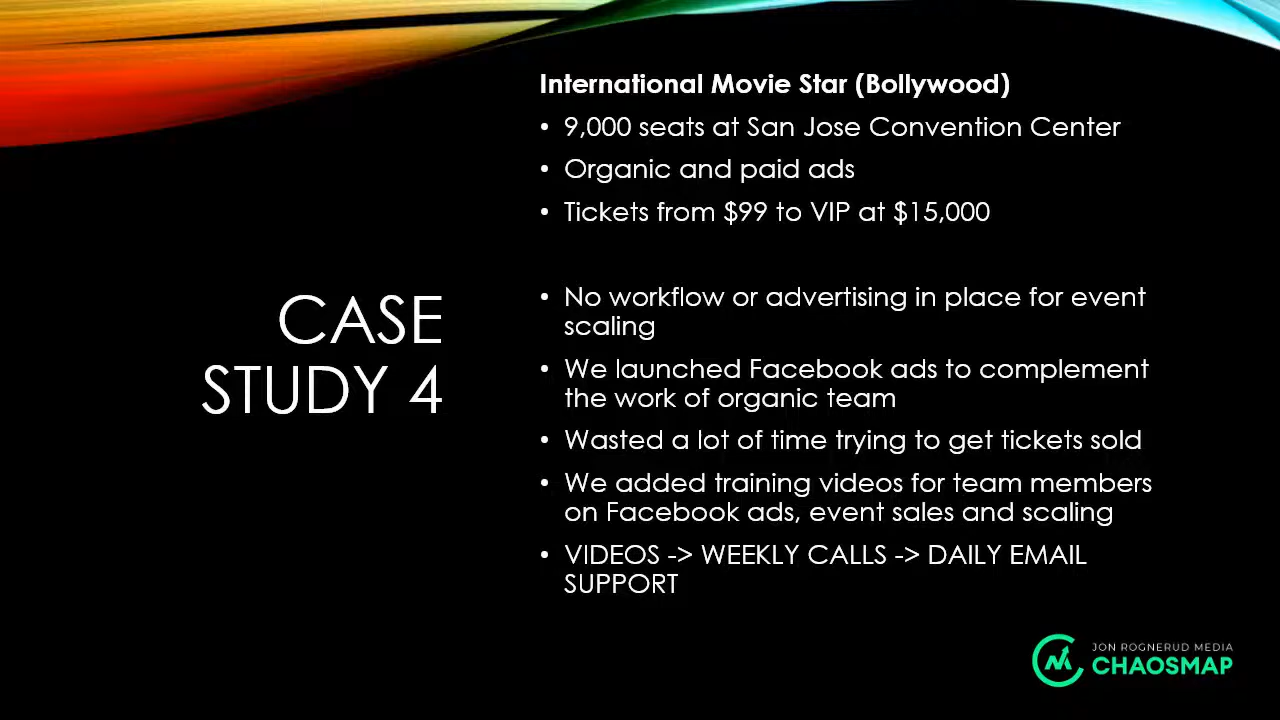 CASE
STUDY 4
International Movie Star (Bollywood)
• 9,000 seats at San Jose Convention Center
• Organic and paid ads
• Tickets from $99 to VIP at $15,000
• No workflow or advertising in place for event
scaling
• We launched Facebook ads to complement
the work of organic team
• Wasted a lot of time trying to get tickets sold
• We added training videos for team members
on Facebook ads, event sales and scaling
• VIDEOS -> WEEKLY CALLS -> DAILY EMAIL
SUPPORT
JON ROGNERUD MEDIA
CHAOSMAP